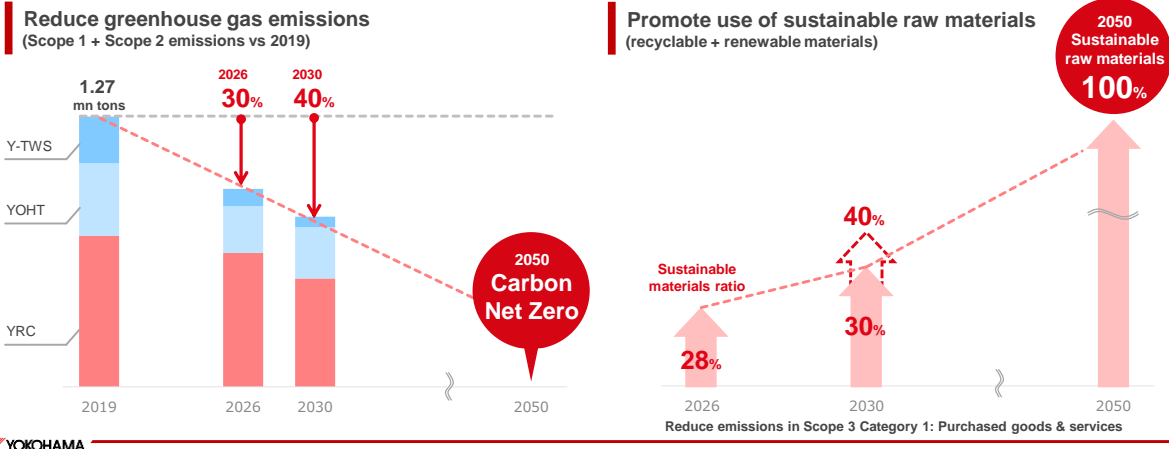 Reduce greenhouse gas emissions
(Scope 1 + Scope 2 emissions vs 2019)
1.27
mn tons
2026
30%
2030
40%
Y-TWS
YOHT
YRC
2050
Carbon
Net Zero
2019
2026
2030
2050
Promote use of sustainable raw materials
(recyclable + renewable materials)
2050
Sustainable
raw materials
100%
40%
Sustainable
materials ratio
30%
28%
2026
2030
2050
Reduce emissions in Scope 3 Category 1: Purchased goods & services
YOKOHAMA